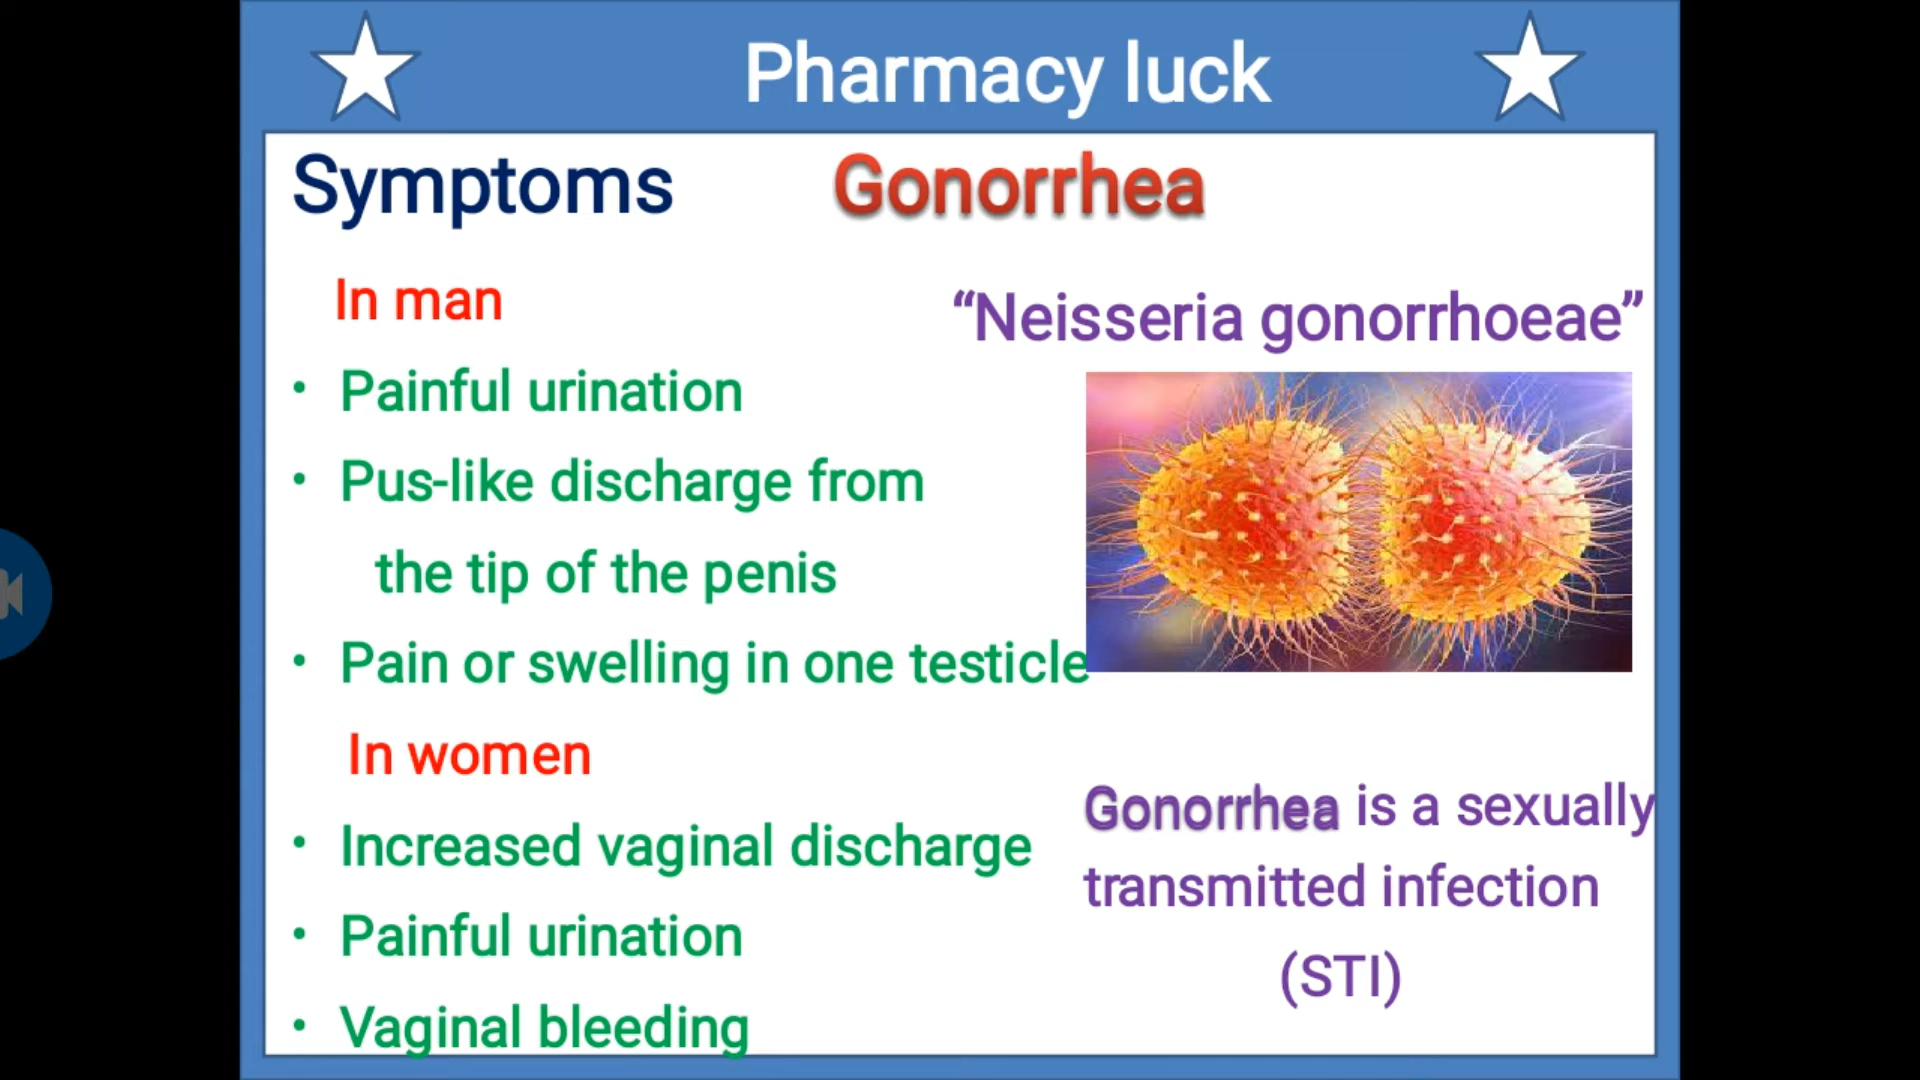 Pharmacy luck
Symptoms
Gonorrhea
In man
• Painful urination
• Pus-like discharge from
the tip of the penis
• Pain or swelling in one testicle
In women
• Increased vaginal discharge
• Painful urination
• Vaginal bleeding
“Neisseria gonorrhoeae”
Gonorrhea is a sexually
transmitted infection
(STI)